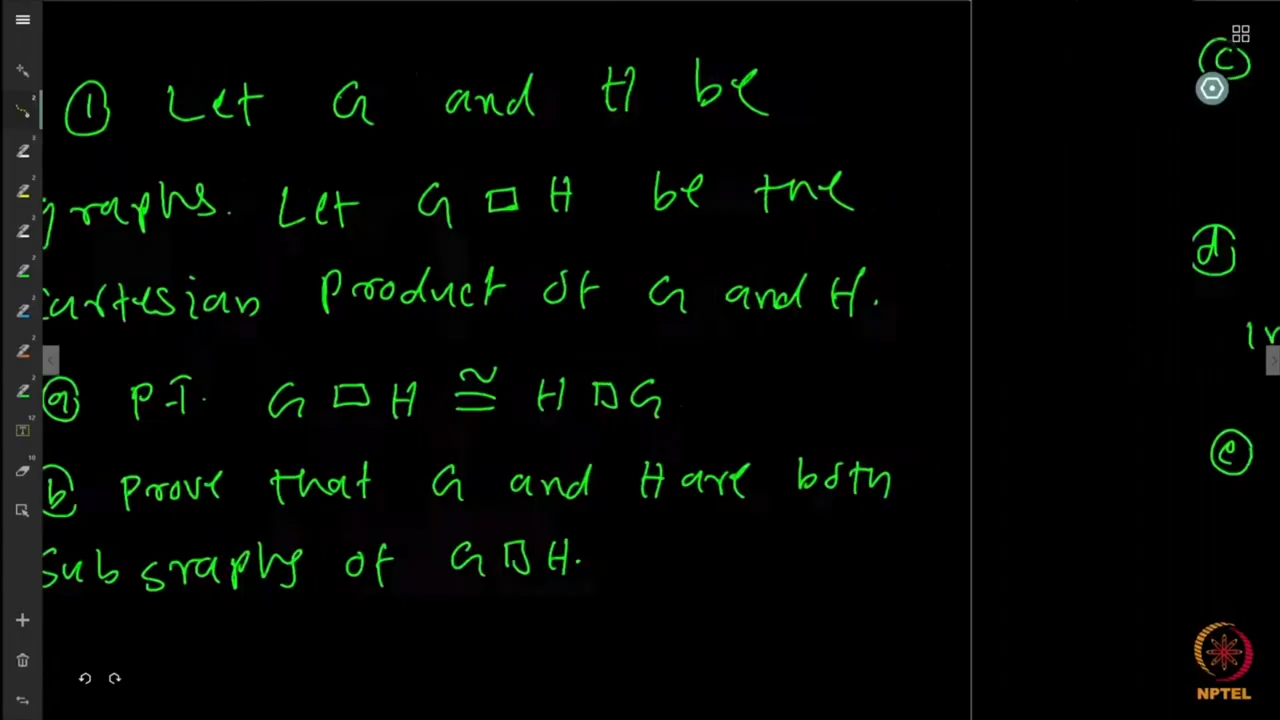 ① Let G and H be
graphs. Let G □ H be the
cartesian product of G and H.
ⓐ P.T. G □ H ≅ H □ G
ⓑ prove that G and H are both
subgraphs of G □ H.
ⓒ
ⓓ
ⓔ
NPTEL